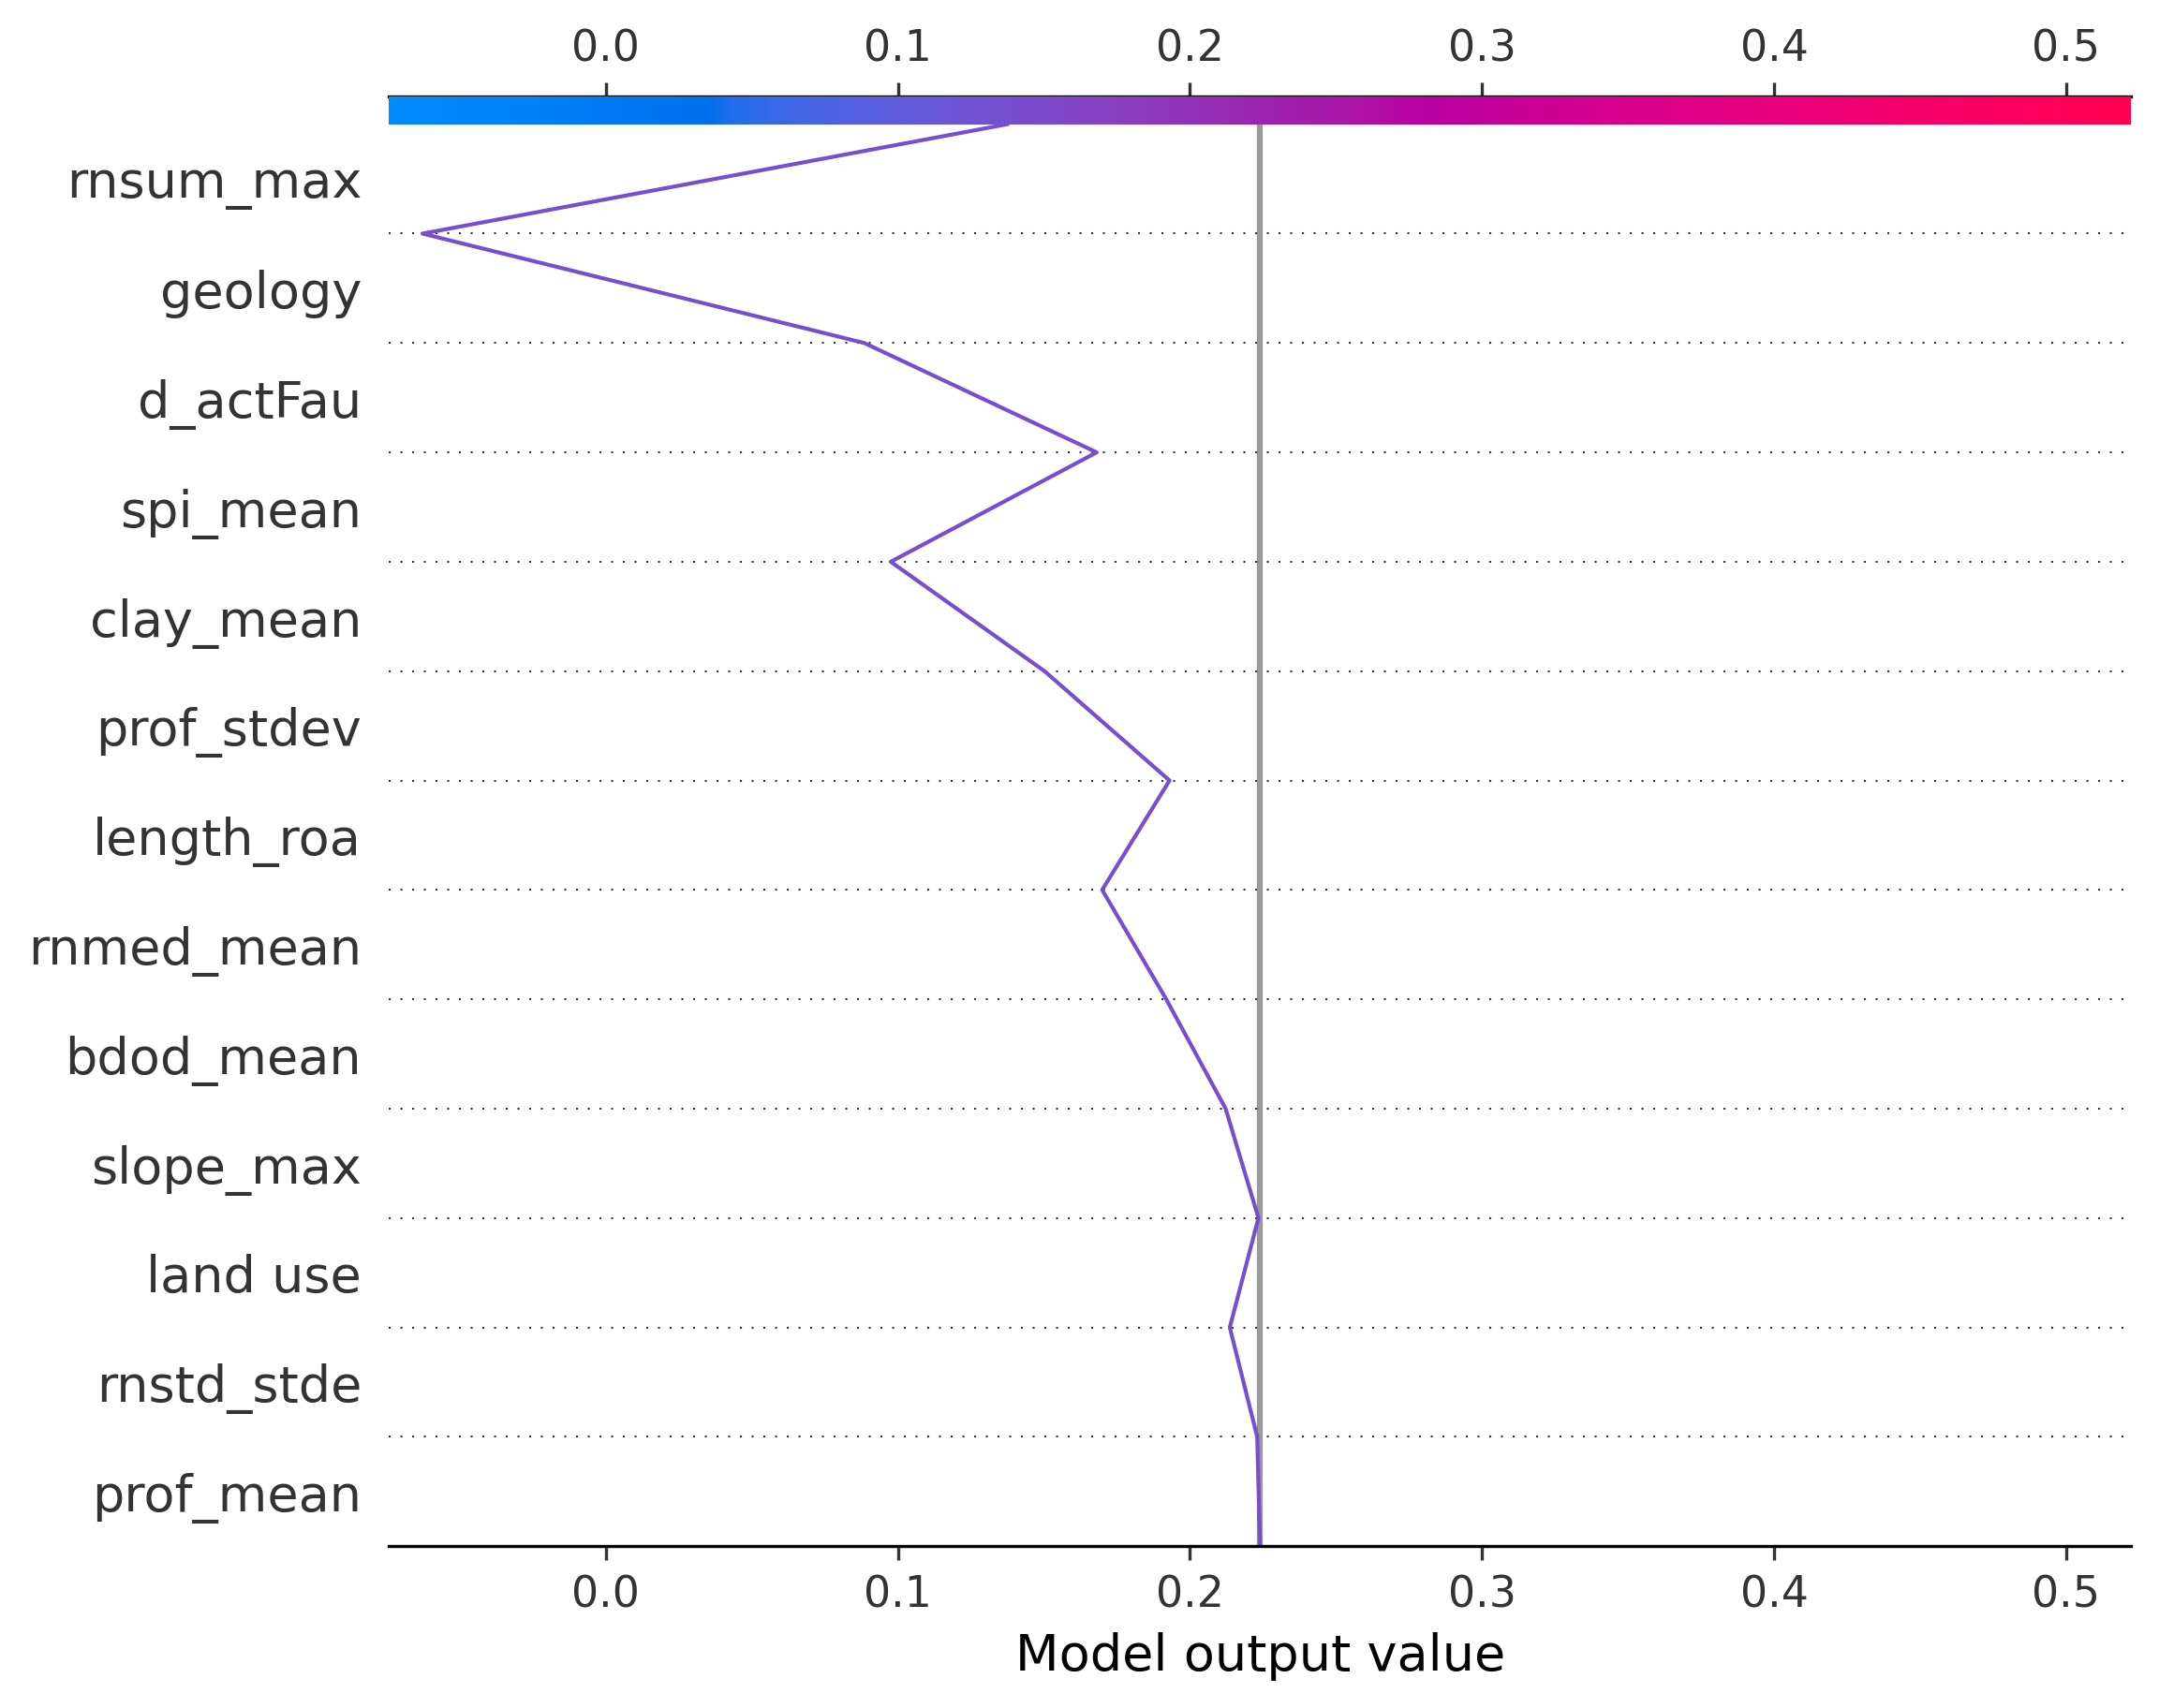 0.0 0.1 0.2 0.3 0.4 0.5
rnsum_max
geology
d_actFau
spi_mean
clay_mean
prof_stdev
length_roa
rnmed_mean
bdod_mean
slope_max
land use
rnstd_stde
prof_mean
0.0 0.1 0.2 0.3 0.4 0.5
Model output value